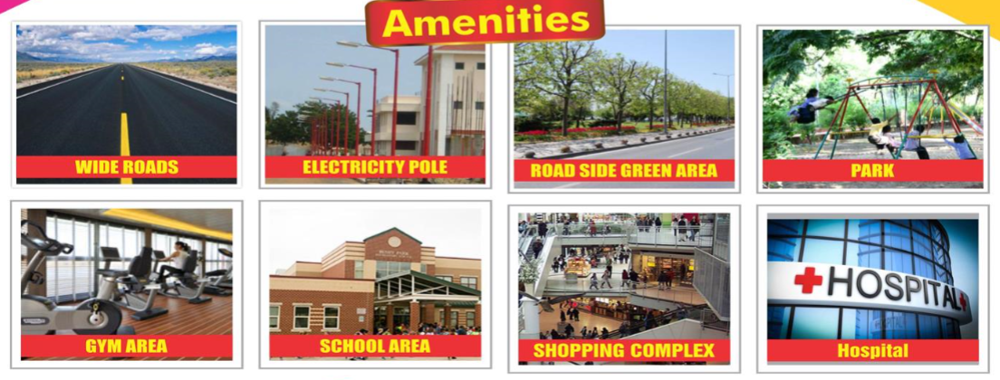 Amenities
WIDE ROADS
ELECTRICITY POLE
ROAD SIDE GREEN AREA
PARK
GYM AREA
SCHOOL AREA
SHOPPING COMPLEX
HOSPITAL
Hospital